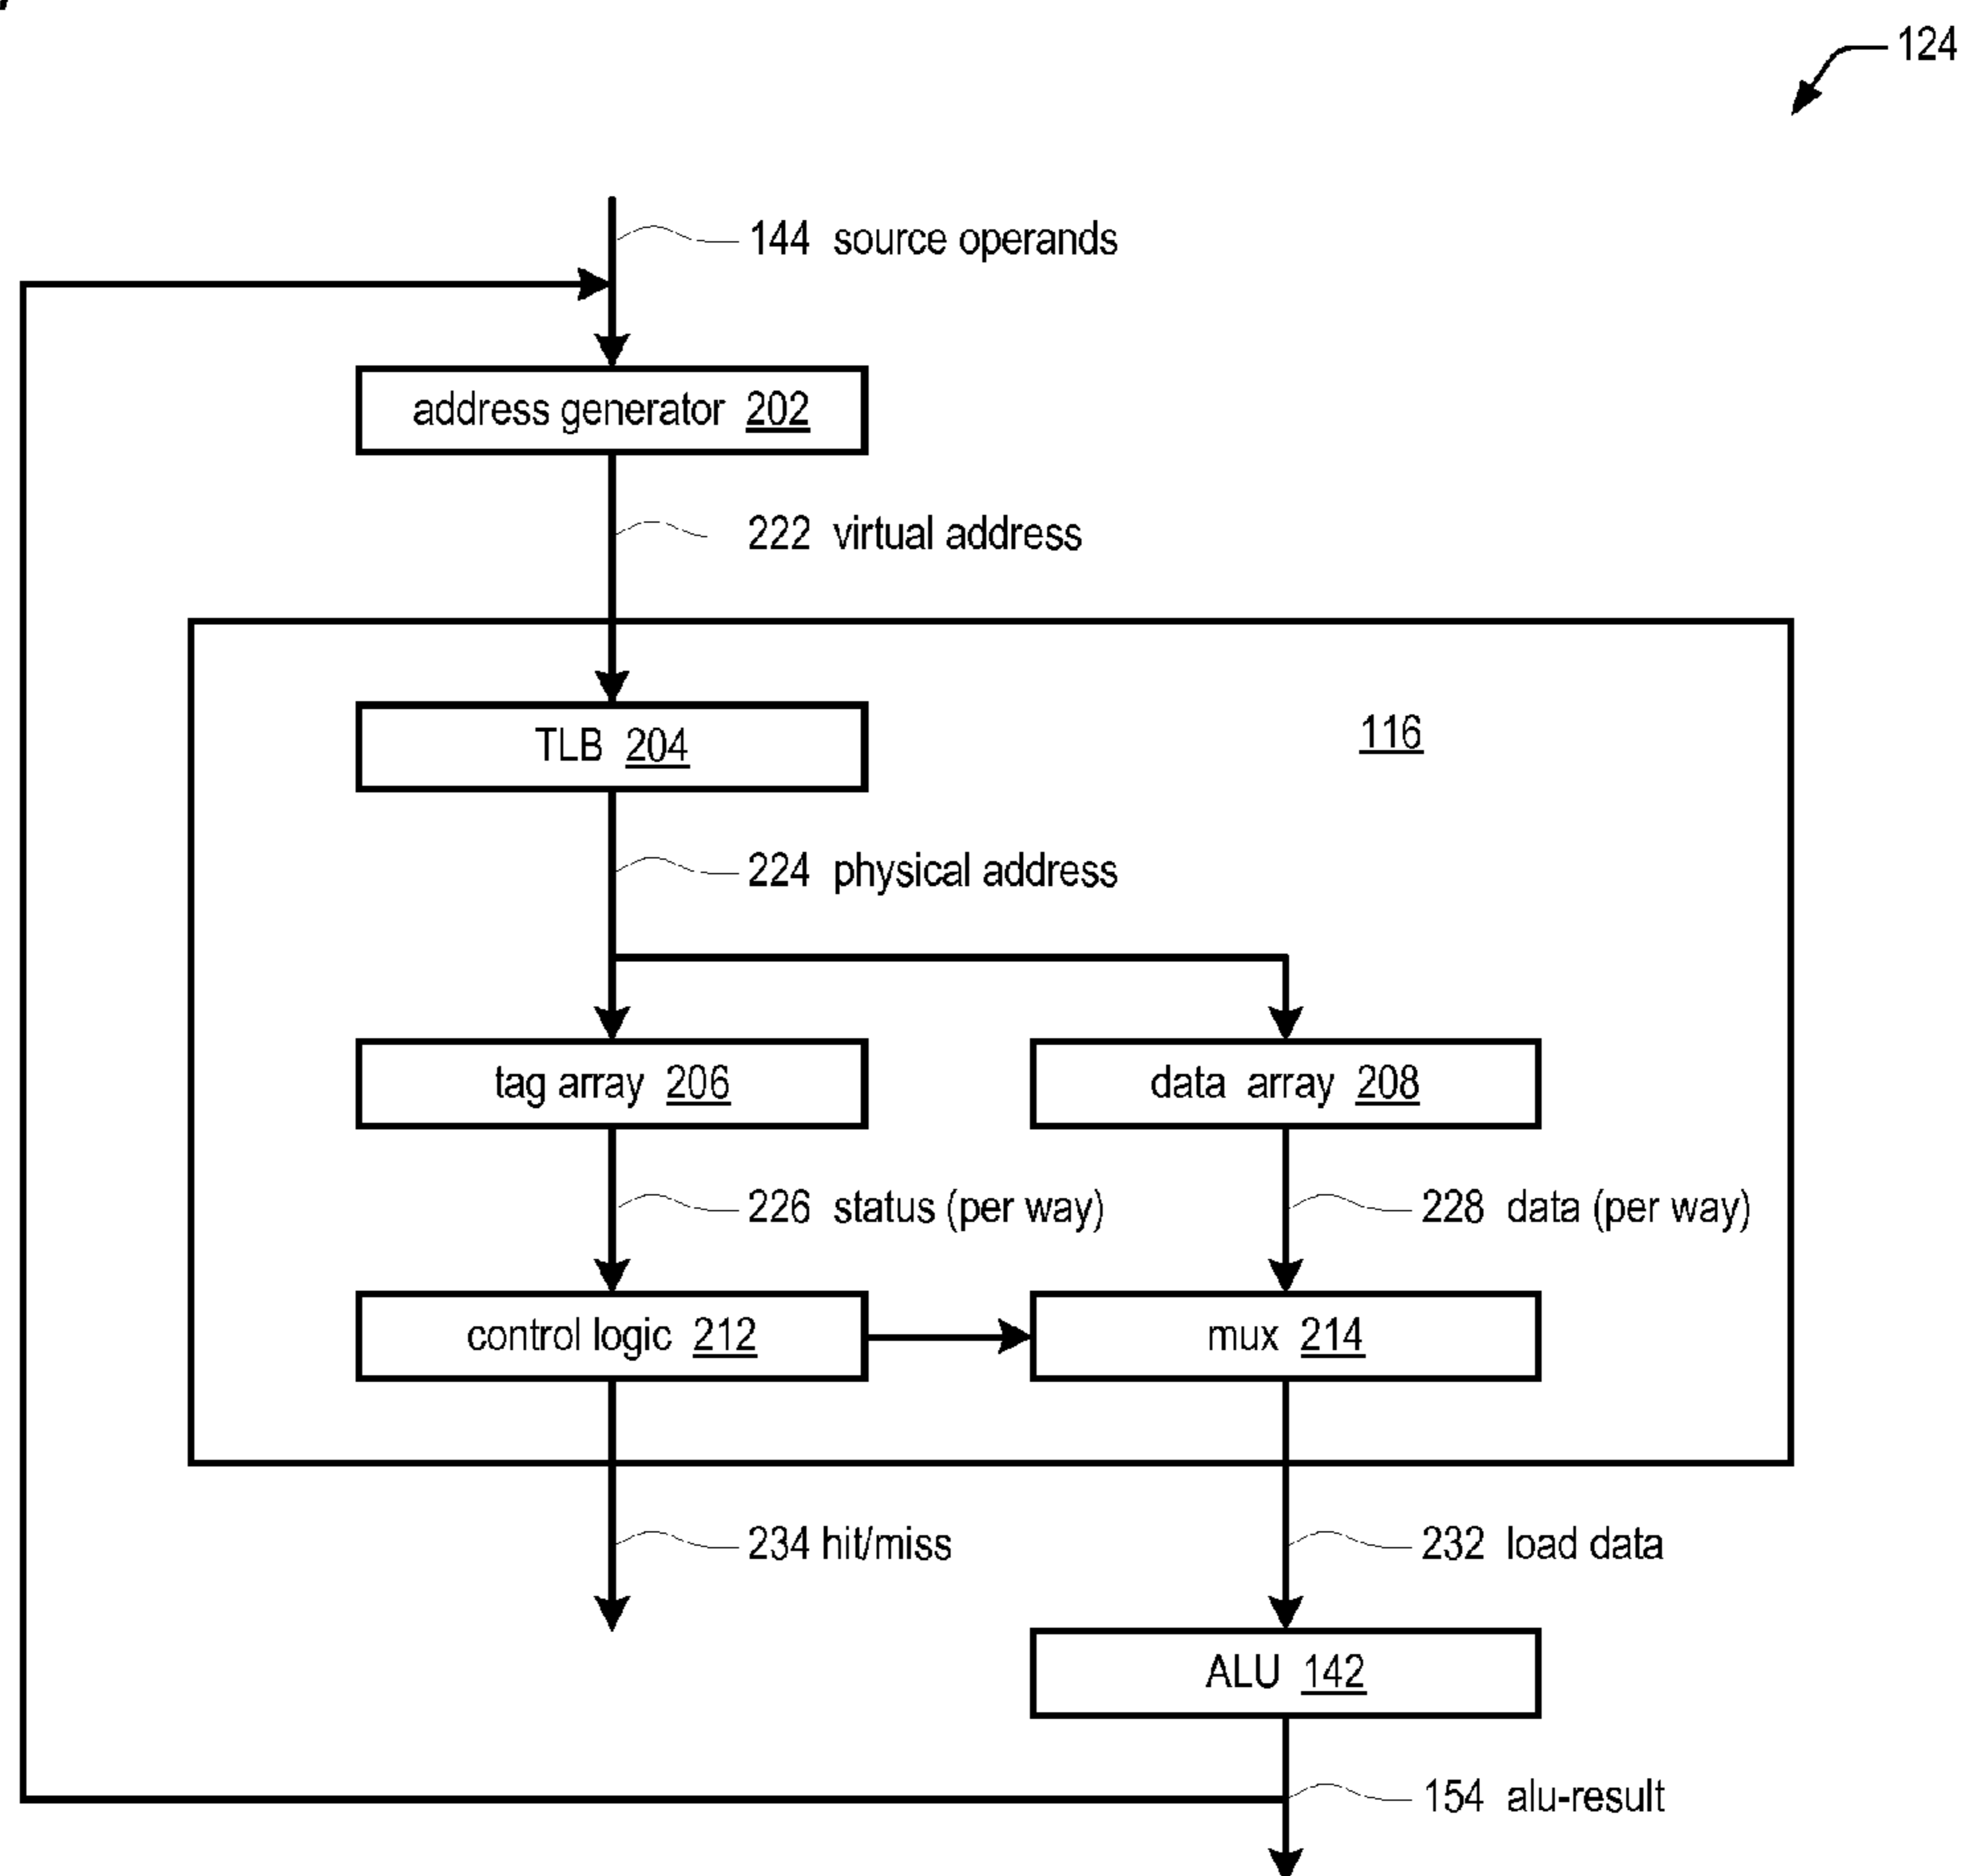 124
144 source operands
address generator 202
222 virtual address
TLB 204
116
224 physical address
tag array 206
data array 208
226 status (per way)
228 data (per way)
control logic 212
mux 214
234 hit/miss
232 load data
ALU 142
154 alu-result